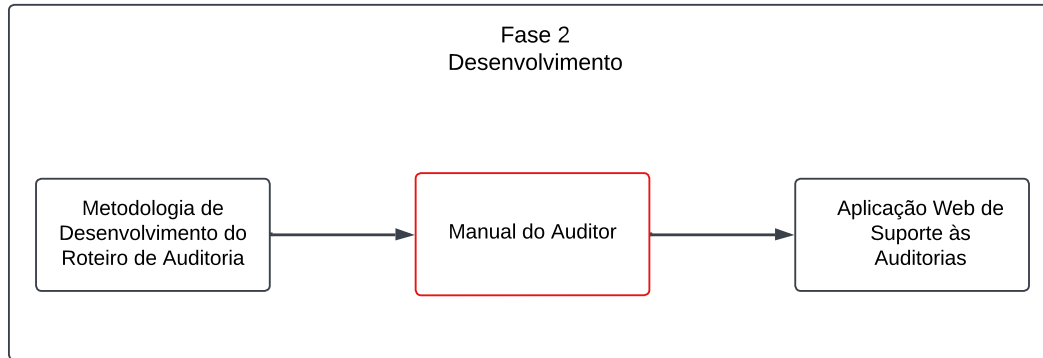 Fase 2
Desenvolvimento
Metodologia de
Desenvolvimento do
Roteiro de Auditoria
Manual do Auditor
Aplicação Web de
Suporte às
Auditorias